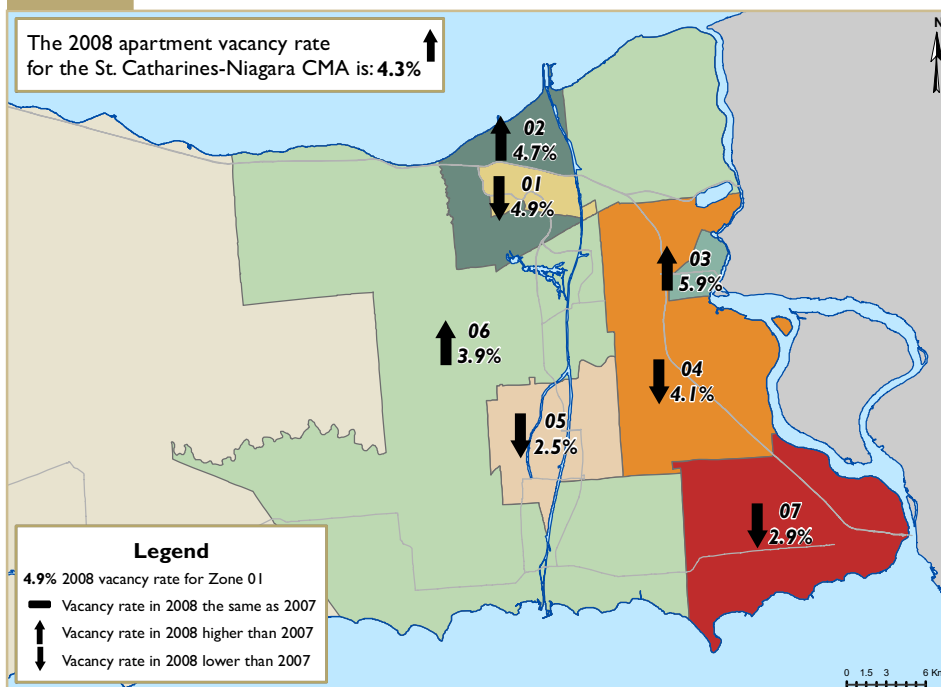 The 2008 apartment vacancy rate
for the St. Catharines-Niagara CMA is: 4.3%
N
02
4.7%
01
4.9%
03
5.9%
06
3.9%
04
4.1%
05
2.5%
07
2.9%
Legend
4.9% 2008 vacancy rate for Zone 01
Vacancy rate in 2008 the same as 2007
Vacancy rate in 2008 higher than 2007
Vacancy rate in 2008 lower than 2007
0 1.5 3 6 Km